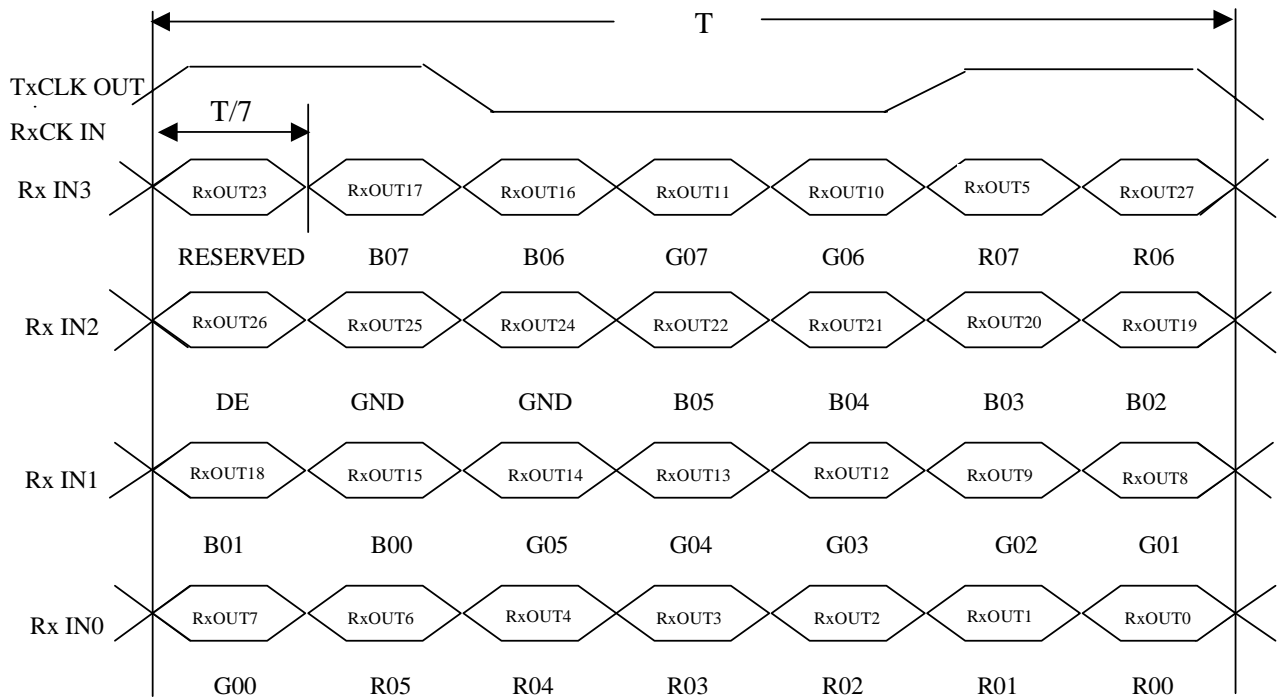 T
TxCLK OUT
T/7
RxCK IN
Rx IN3 RxOUT23 RxOUT17 RxOUT16 RxOUT11 RxOUT10 RxOUT5 RxOUT27
RESERVED B07 B06 G07 G06 R07 R06
Rx IN2 RxOUT26 RxOUT25 RxOUT24 RxOUT22 RxOUT21 RxOUT20 RxOUT19
DE GND GND B05 B04 B03 B02
Rx IN1 RxOUT18 RxOUT15 RxOUT14 RxOUT13 RxOUT12 RxOUT9 RxOUT8
B01 B00 G05 G04 G03 G02 G01
Rx IN0 RxOUT7 RxOUT6 RxOUT4 RxOUT3 RxOUT2 RxOUT1 RxOUT0
G00 R05 R04 R03 R02 R01 R00